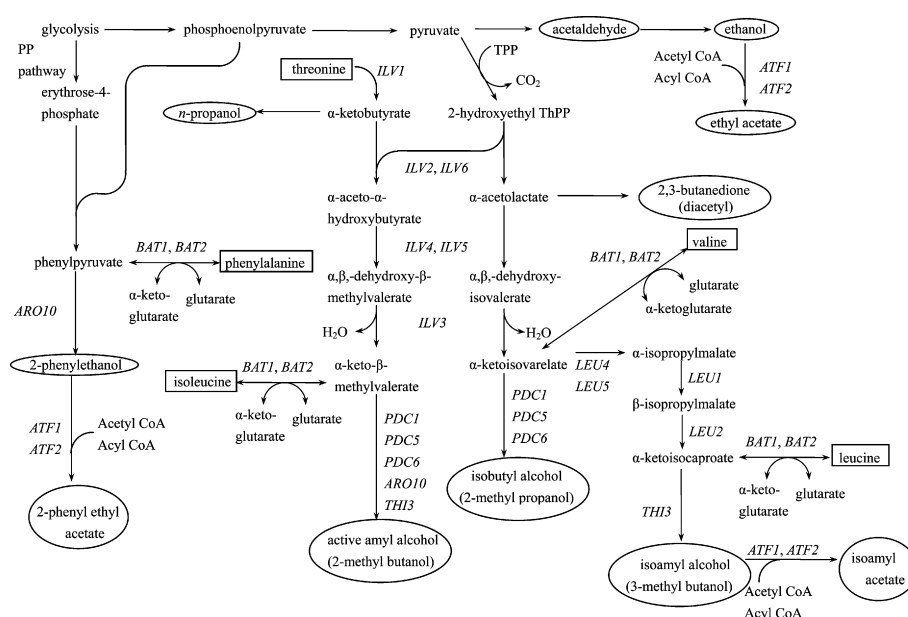 glycolysis
phosphoenolpyruvate
pyruvate
acetaldehyde
ethanol
PP
pathway
TPP
CO2
Acetyl CoA
Acyl CoA
ATF1
ATF2
threonine
ILV1
erythrose-4-
phosphate
n-propanol
α-ketobutyrate
2-hydroxyethyl ThPP
ethyl acetate
ILV2, ILV6
α-aceto-α-
hydroxybutyrate
α-acetolactate
2,3-butanedione
(diacetyl)
BAT1, BAT2
phenylpyruvate
phenylalanine
α-keto-
glutarate
glutarate
ILV4, ILV5
α,β,-dehydroxy-β-
methylvalerate
α,β,-dehydroxy-
isovalerate
BAT1, BAT2
valine
glutarate
α-ketoglutarate
ARO10
H2O
ILV3
H2O
2-phenylethanol
isoleucine
BAT1, BAT2
α-keto-
glutarate
glutarate
α-keto-β-
methylvalerate
α-ketoisovarelate
LEU4
LEU5
α-isopropylmalate
LEU1
β-isopropylmalate
LEU2
α-ketoisocaproate
BAT1, BAT2
leucine
α-keto-
glutarate
glutarate
ATF1
ATF2
Acetyl CoA
Acyl CoA
PDC1
PDC5
PDC6
ARO10
THI3
PDC1
PDC5
PDC6
THI3
2-phenyl ethyl
acetate
active amyl alcohol
(2-methyl butanol)
isobutyl alcohol
(2-methyl propanol)
isoamyl alcohol
(3-methyl butanol)
ATF1, ATF2
Acetyl CoA
Acyl CoA
isoamyl
acetate